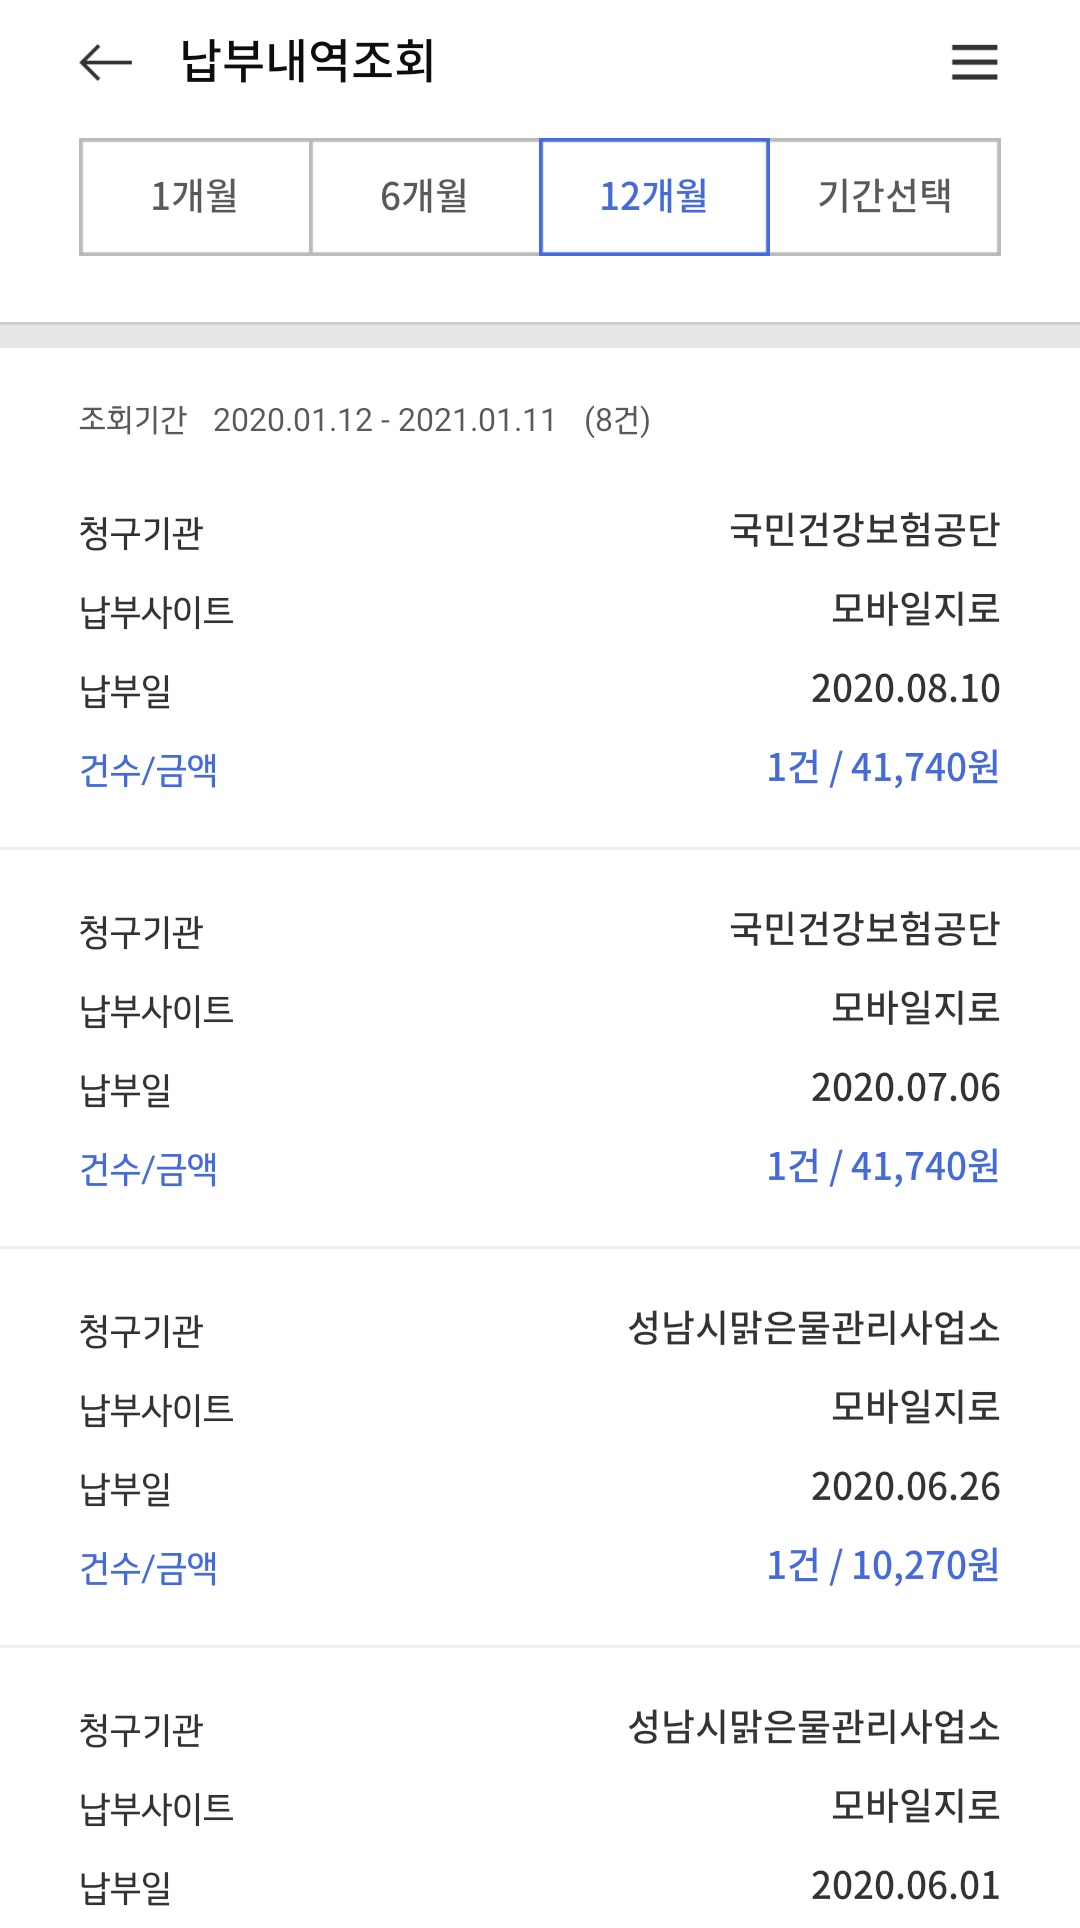 납부내역조회
1개월 6개월 12개월 기간선택
조회기간 2020.01.12 - 2021.01.11 (8건)
청구기관 국민건강보험공단
납부사이트 모바일지로
납부일 2020.08.10
건수/금액 1건 / 41,740원
청구기관 국민건강보험공단
납부사이트 모바일지로
납부일 2020.07.06
건수/금액 1건 / 41,740원
청구기관 성남시맑은물관리사업소
납부사이트 모바일지로
납부일 2020.06.26
건수/금액 1건 / 10,270원
청구기관 성남시맑은물관리사업소
납부사이트 모바일지로
납부일 2020.06.01